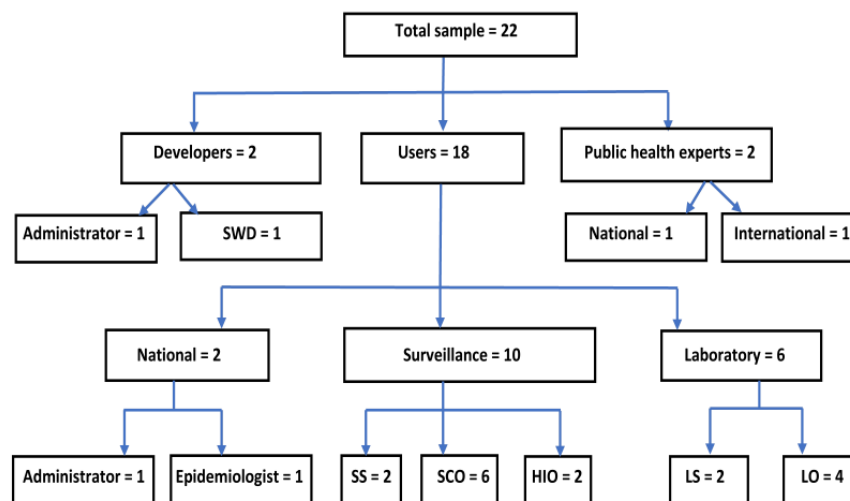 Total sample = 22
Developers = 2
Users = 18
Public health experts = 2
Administrator = 1
SWD = 1
National = 1
International = 1
National = 2
Surveillance = 10
Laboratory = 6
Administrator = 1
Epidemiologist = 1
SS = 2
SCO = 6
HIO = 2
LS = 2
LO = 4